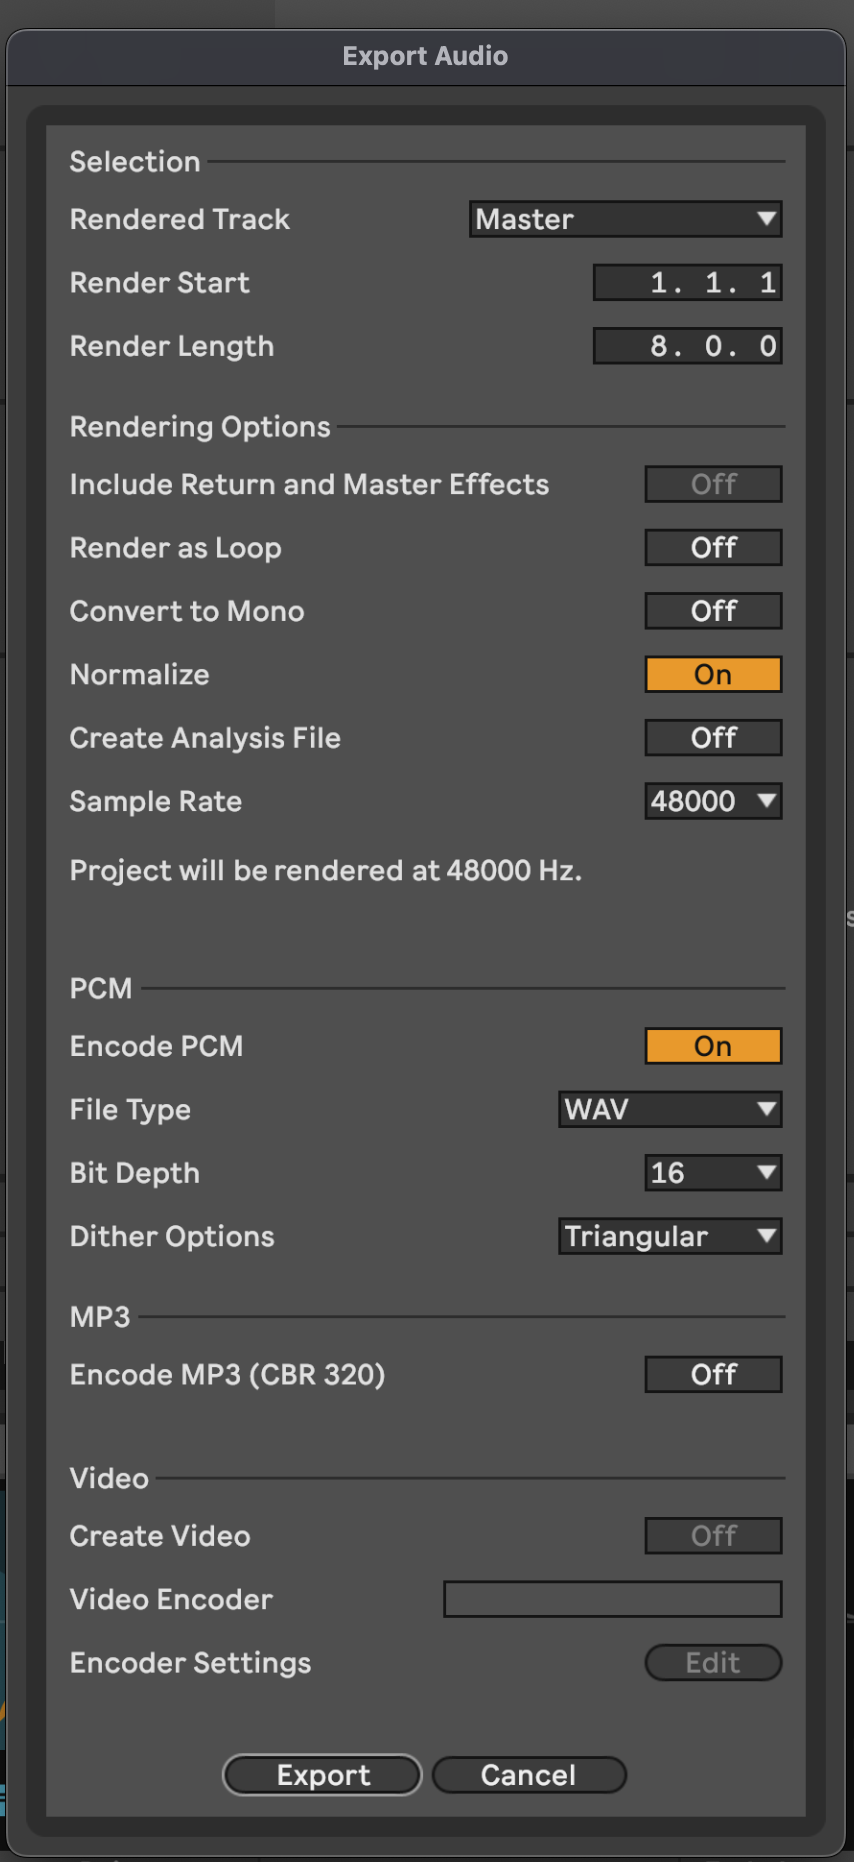 Export Audio
Selection
Rendered Track Master
Render Start 1. 1. 1
Render Length 8. 0. 0
Rendering Options
Include Return and Master Effects Off
Render as Loop Off
Convert to Mono Off
Normalize On
Create Analysis File Off
Sample Rate 48000
Project will be rendered at 48000 Hz.
PCM
Encode PCM On
File Type WAV
Bit Depth 16
Dither Options Triangular
MP3
Encode MP3 (CBR 320) Off
Video
Create Video Off
Video Encoder
Encoder Settings Edit
Export Cancel